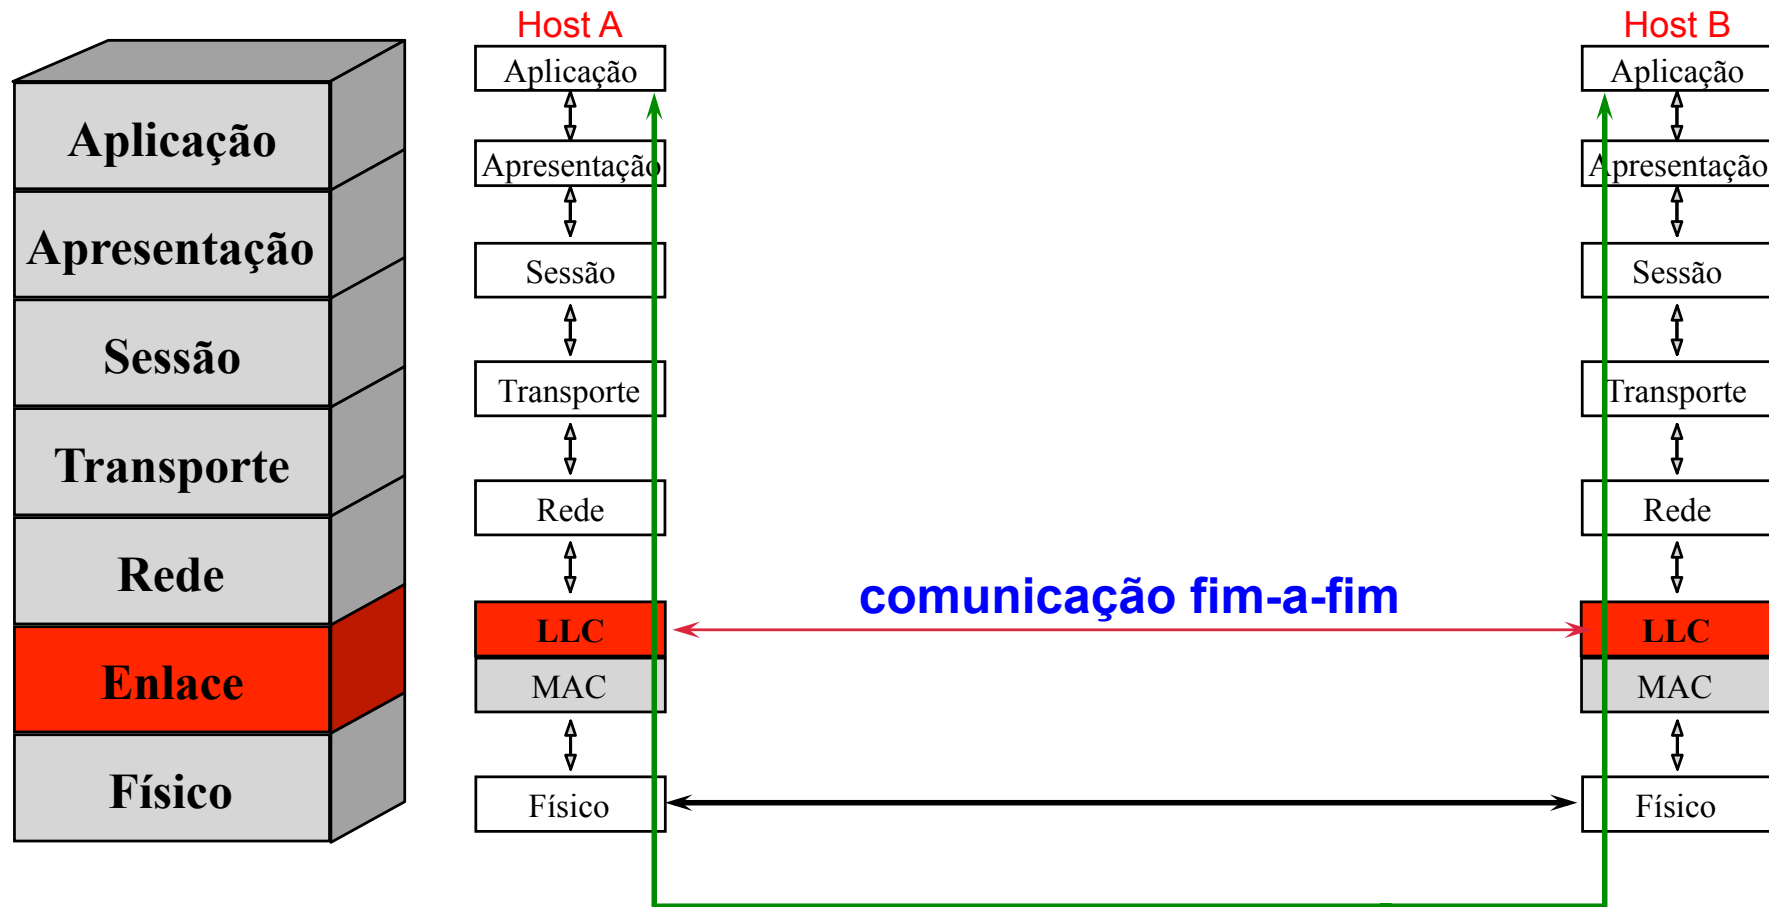 Aplicação
Apresentação
Sessão
Transporte
Rede
Enlace
Físico
Host A
Aplicação
Apresentação
Sessão
Transporte
Rede
LLC
MAC
Físico
comunicação fim-a-fim
Host B
Aplicação
Apresentação
Sessão
Transporte
Rede
LLC
MAC
Físico